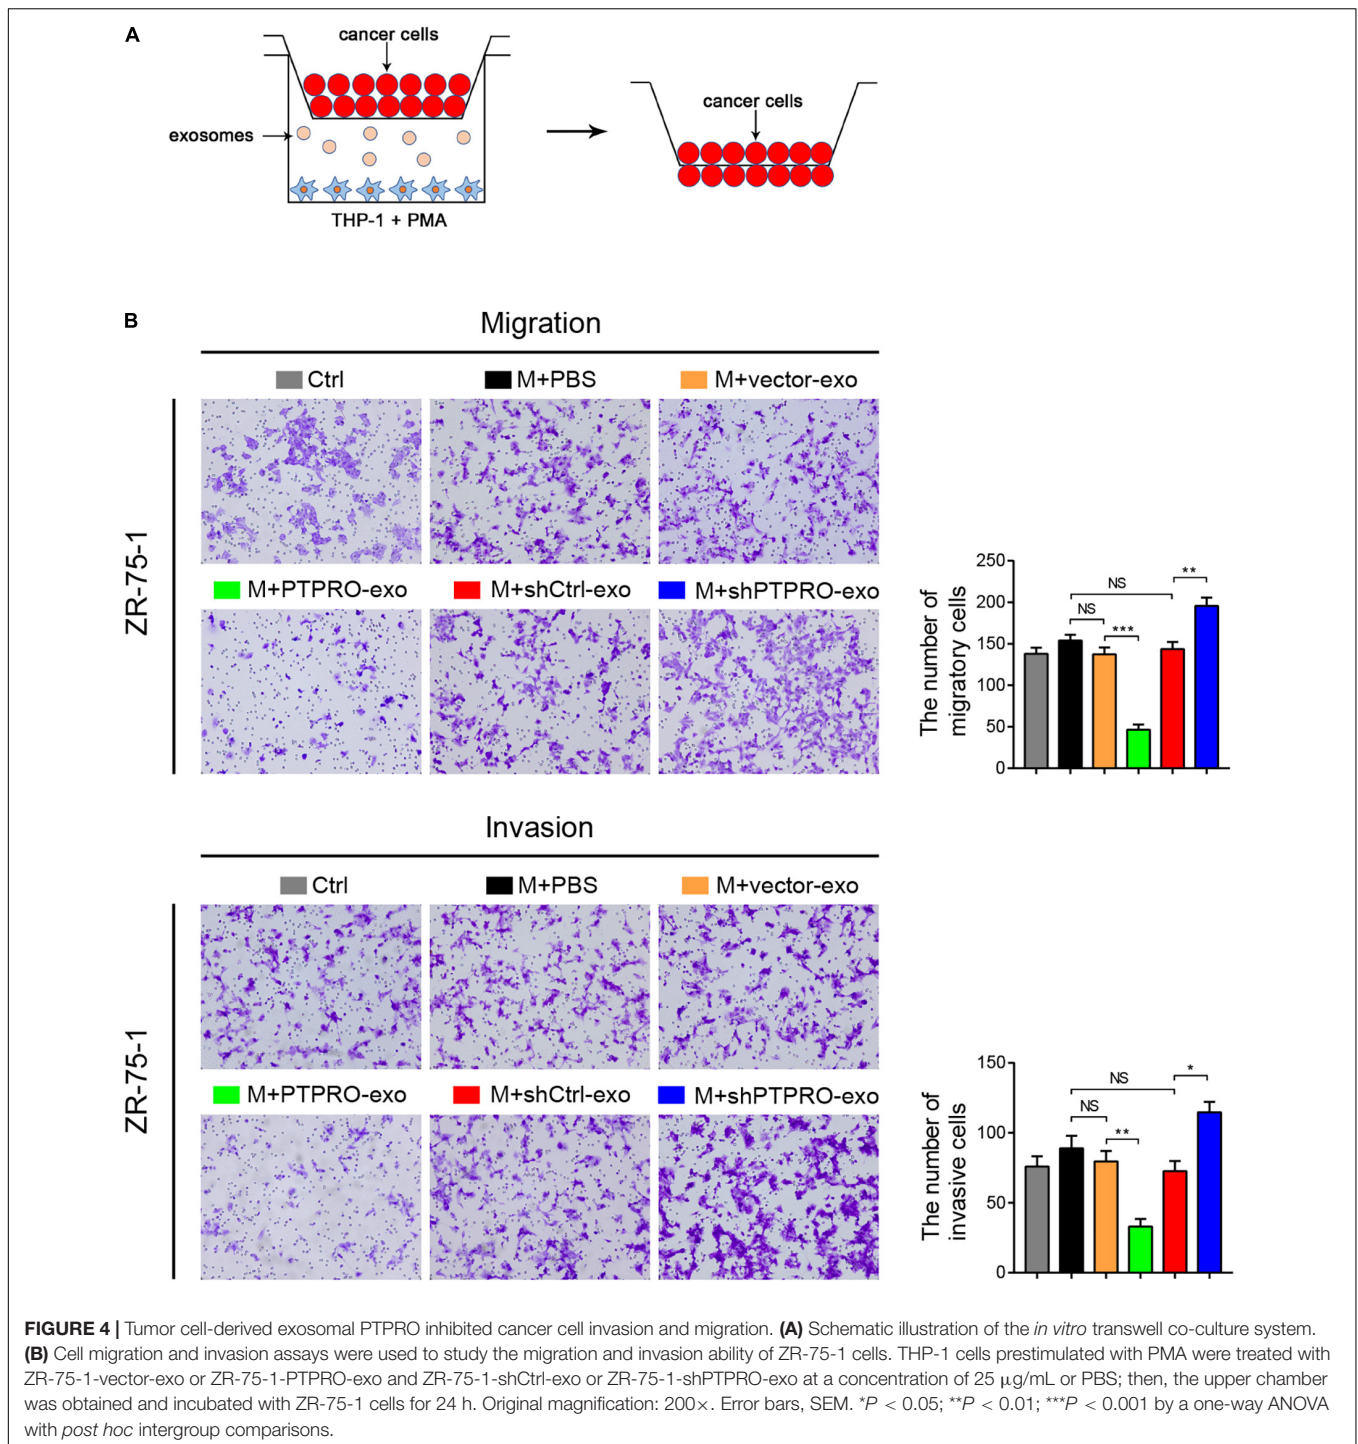 A
cancer cells
cancer cells
exosomes
THP-1 + PMA
B
Migration
Ctrl
M+PBS
M+vector-exo
ZR-75-1
M+PTPRO-exo
M+shCtrl-exo
M+shPTPRO-exo
The number of
migratory cells
250
200
150
100
50
0
NS
**
NS
***
Invasion
Ctrl
M+PBS
M+vector-exo
ZR-75-1
M+PTPRO-exo
M+shCtrl-exo
M+shPTPRO-exo
The number of
invasive cells
150
100
50
0
NS
*
NS
**
FIGURE 4 | Tumor cell-derived exosomal PTPRO inhibited cancer cell invasion and migration. (A) Schematic illustration of the in vitro transwell co-culture system.
(B) Cell migration and invasion assays were used to study the migration and invasion ability of ZR-75-1 cells. THP-1 cells prestimulated with PMA were treated with
ZR-75-1-vector-exo or ZR-75-1-PTPRO-exo and ZR-75-1-shCtrl-exo or ZR-75-1-shPTPRO-exo at a concentration of 25 μg/mL or PBS; then, the upper chamber
was obtained and incubated with ZR-75-1 cells for 24 h. Original magnification: 200×. Error bars, SEM. *P < 0.05; **P < 0.01; ***P < 0.001 by a one-way ANOVA
with post hoc intergroup comparisons.